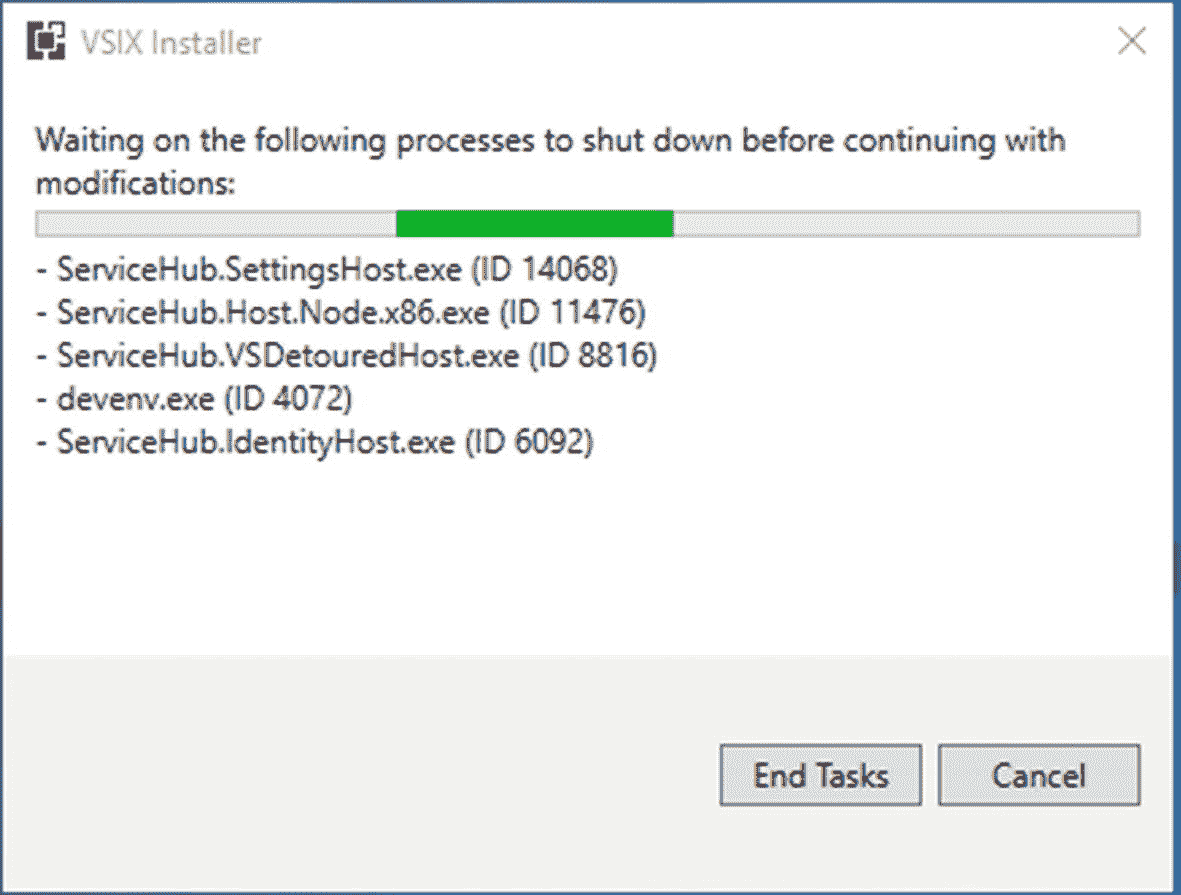 VSIX Installer
Waiting on the following processes to shut down before continuing with
modifications:
- ServiceHub.SettingsHost.exe (ID 14068)
- ServiceHub.Host.Node.x86.exe (ID 11476)
- ServiceHub.VSDetouredHost.exe (ID 8816)
- devenv.exe (ID 4072)
- ServiceHub.IdentityHost.exe (ID 6092)
End Tasks
Cancel